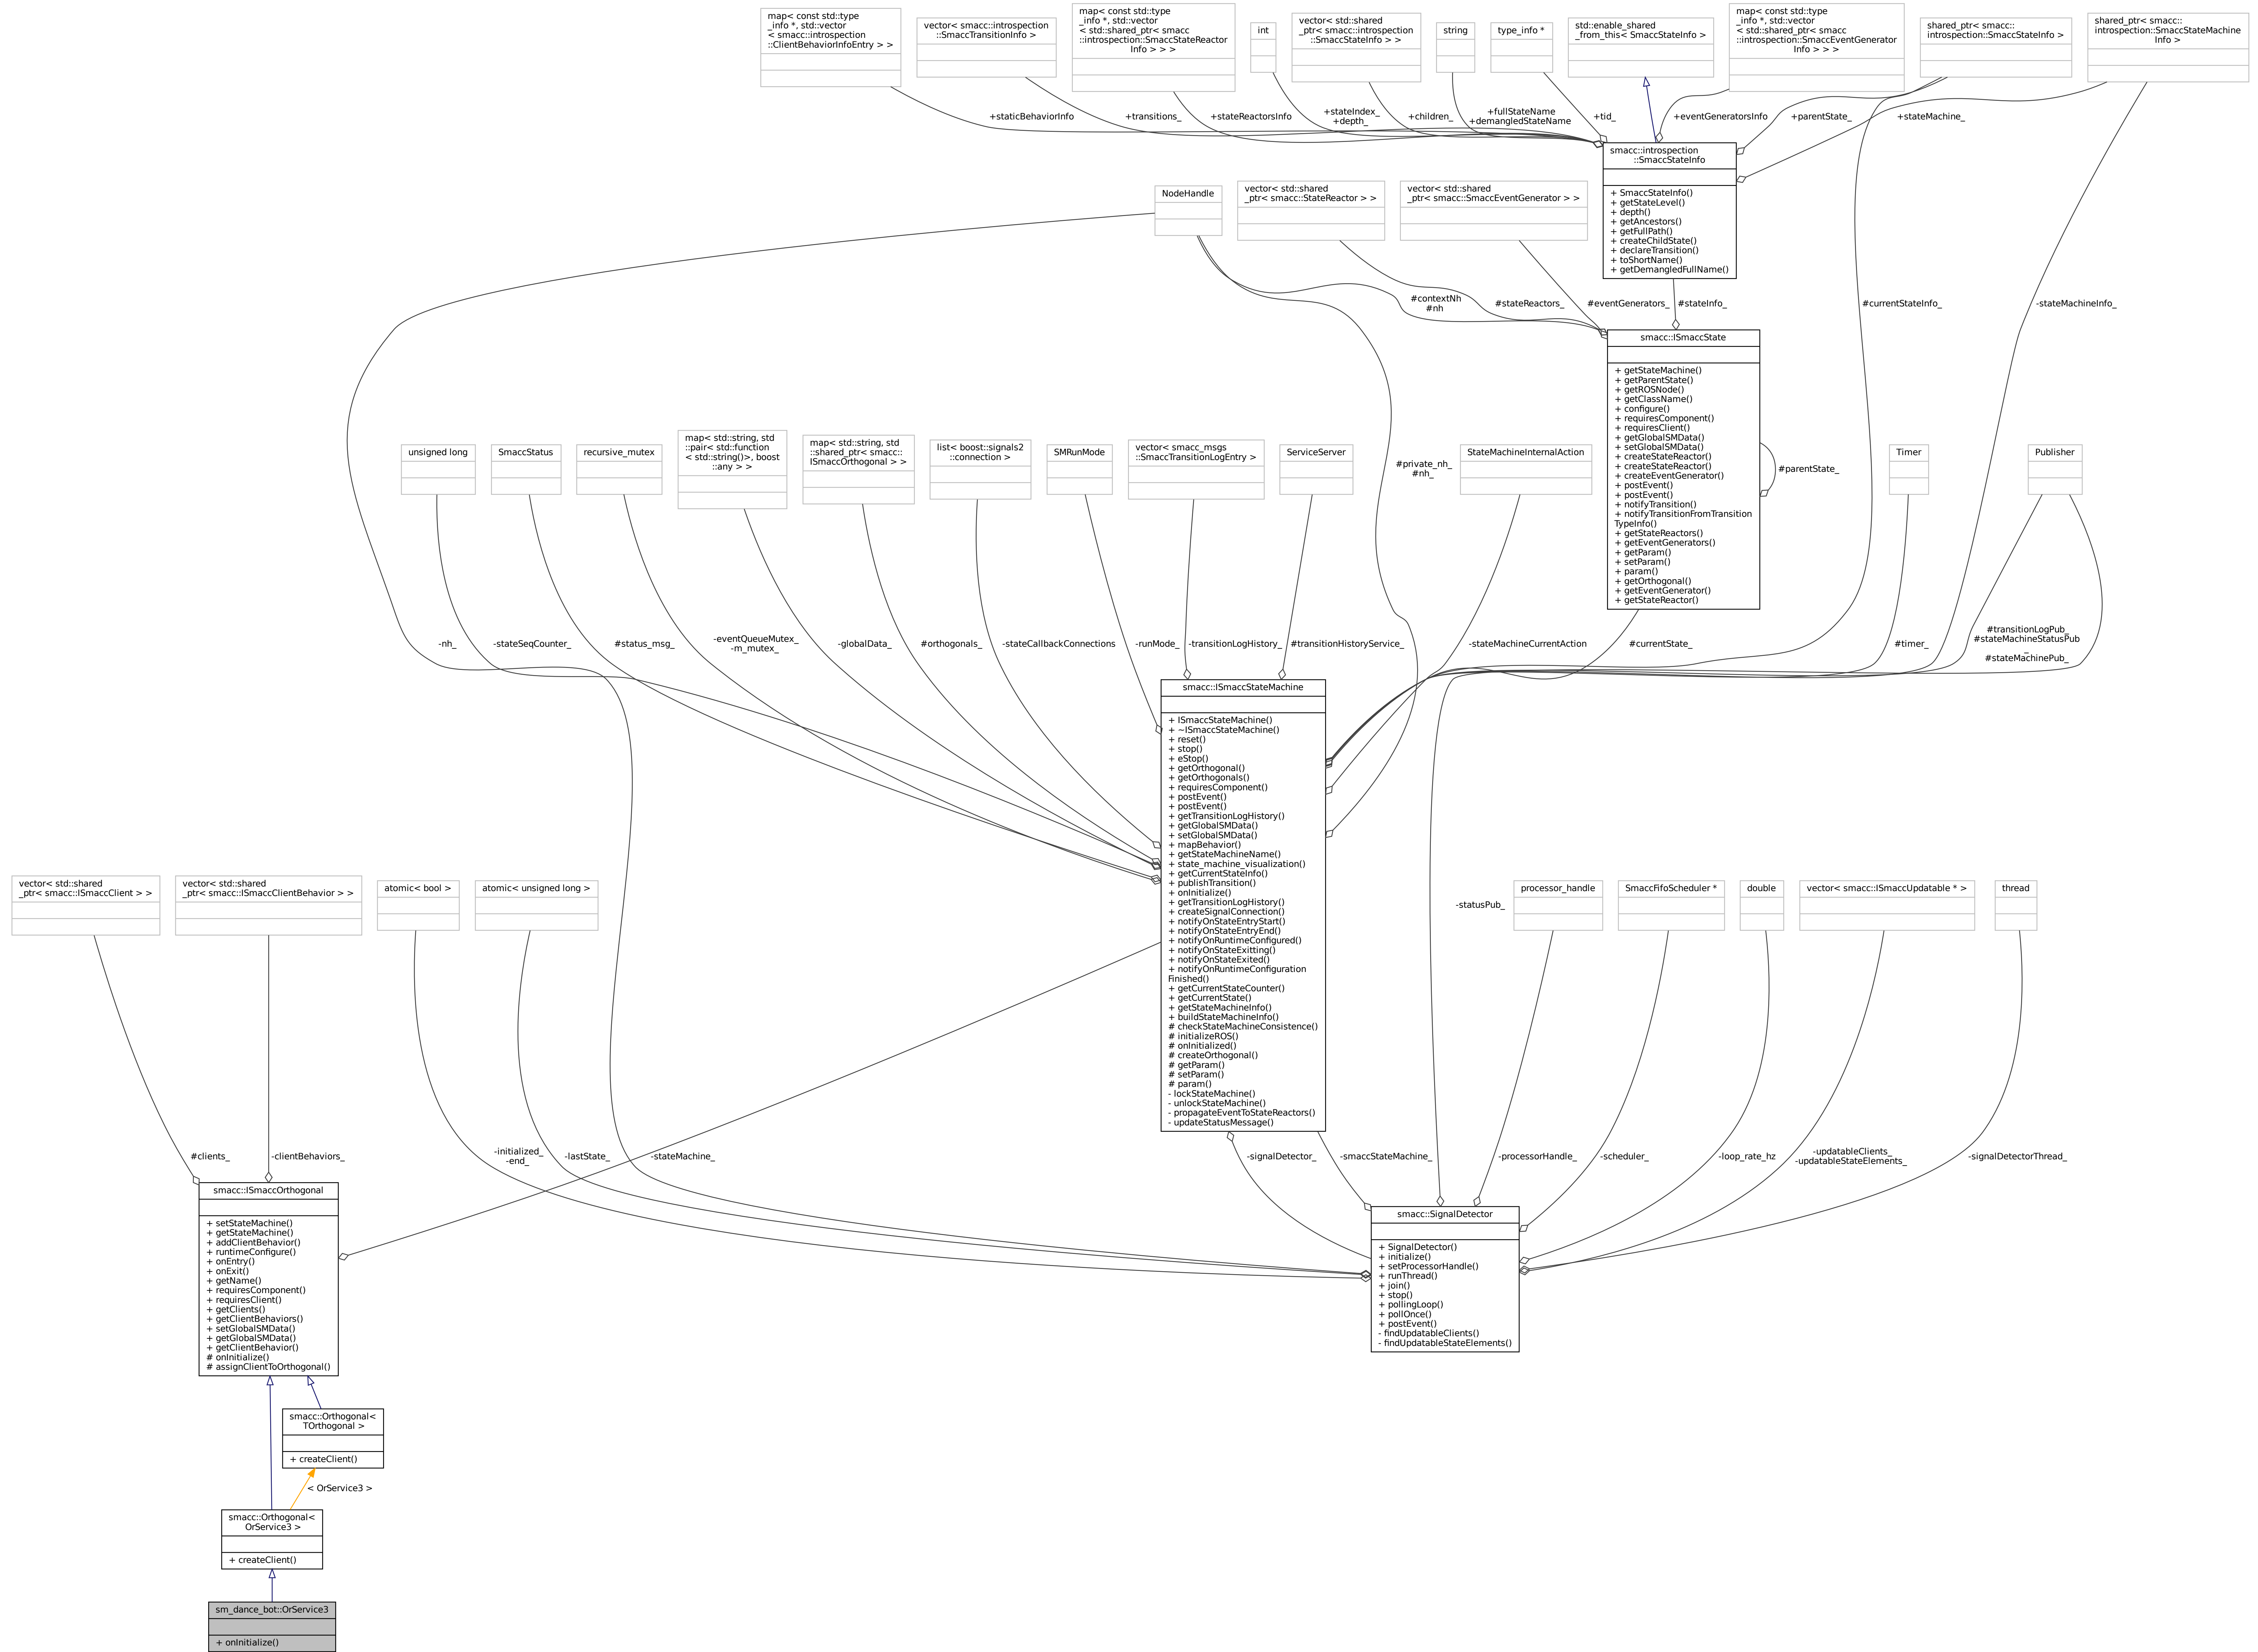 map< const std::type
_info *, std::vector
< smacc::introspection
::ClientBehaviorInfoEntry > >
vector< smacc::introspection
::SmaccTransitionInfo >
map< const std::type
_info *, std::vector
< std::shared_ptr< smacc
::introspection::SmaccStateReactor
Info > > >
int
vector< std::shared
_ptr< smacc::introspection
::SmaccStateInfo > >
string
type_info *
std::enable_shared
_from_this< SmaccStateInfo >
map< const std::type
_info *, std::vector
< std::shared_ptr< smacc
::introspection::SmaccEventGenerator
Info > > >
shared_ptr< smacc::
introspection::SmaccStateInfo >
shared_ptr< smacc::
introspection::SmaccStateMachine
Info >
+staticBehaviorInfo
+transitions_
+stateReactorsInfo
+stateIndex_
+depth_
+children_
+fullStateName
+demangledStateName
+tid_
+eventGeneratorsInfo
+parentState_
+stateMachine_
smacc::introspection
::SmaccStateInfo
+ SmaccStateInfo()
+ getStateLevel()
+ depth()
+ getAncestors()
+ getFullPath()
+ createChildState()
+ declareTransition()
+ toShortName()
+ getDemangledFullName()
NodeHandle
vector< std::shared
_ptr< smacc::StateReactor > >
vector< std::shared
_ptr< smacc::SmaccEventGenerator > >
#contextNh
#nh
#stateReactors_
#eventGenerators_
#stateInfo_
#currentStateInfo_
-stateMachineInfo_
smacc::ISmaccState
+ getStateMachine()
+ getParentState()
+ getROSNode()
+ getClassName()
+ configure()
+ requiresComponent()
+ requiresClient()
+ getGlobalSMData()
+ setGlobalSMData()
+ createStateReactor()
+ createStateReactor()
+ createEventGenerator()
+ postEvent()
+ postEvent()
+ notifyTransition()
+ notifyTransitionFromTransition
TypeInfo()
+ getStateReactors()
+ getEventGenerators()
+ getParam()
+ setParam()
+ param()
+ getOrthogonal()
+ getEventGenerator()
+ getStateReactor()
#parentState_
unsigned long
SmaccStatus
recursive_mutex
map< std::string, std
::pair< std::function
< std::string()>, boost
::any > >
map< std::string, std
::shared_ptr< smacc::
ISmaccOrthogonal > >
list< boost::signals2
::connection >
SMRunMode
vector< smacc_msgs
::SmaccTransitionLogEntry >
ServiceServer
#private_nh_
#nh_
StateMachineInternalAction
Timer
Publisher
-nh_
-stateSeqCounter_
#status_msg_
-eventQueueMutex_
-m_mutex_
-globalData_
#orthogonals_
-stateCallbackConnections
-runMode_
-transitionLogHistory_
#transitionHistoryService_
-stateMachineCurrentAction
#currentState_
#timer_
#transitionLogPub_
#stateMachineStatusPub
_
#stateMachinePub_
smacc::ISmaccStateMachine
+ ISmaccStateMachine()
+ ~ISmaccStateMachine()
+ reset()
+ stop()
+ eStop()
+ getOrthogonal()
+ getOrthogonals()
+ requiresComponent()
+ postEvent()
+ postEvent()
+ getTransitionLogHistory()
+ getGlobalSMData()
+ setGlobalSMData()
+ mapBehavior()
+ getStateMachineName()
+ state_machine_visualization()
+ getCurrentStateInfo()
+ publishTransition()
+ onInitialize()
+ getTransitionLogHistory()
+ createSignalConnection()
+ notifyOnStateEntryStart()
+ notifyOnStateEntryEnd()
+ notifyOnRuntimeConfigured()
+ notifyOnStateExitting()
+ notifyOnStateExited()
+ notifyOnRuntimeConfiguration
Finished()
+ getCurrentStateCounter()
+ getCurrentState()
+ getStateMachineInfo()
+ buildStateMachineInfo()
# checkStateMachineConsistence()
# initializeROS()
# onInitialized()
# createOrthogonal()
# getParam()
# setParam()
# param()
- lockStateMachine()
- unlockStateMachine()
- propagateEventToStateReactors()
- updateStatusMessage()
vector< std::shared
_ptr< smacc::ISmaccClient > >
vector< std::shared
_ptr< smacc::ISmaccClientBehavior > >
atomic< bool >
atomic< unsigned long >
-statusPub_
processor_handle
SmaccFifoScheduler *
double
vector< smacc::ISmaccUpdatable * >
thread
#clients_
-clientBehaviors_
-initialized_
-end_
-lastState_
-stateMachine_
-signalDetector_
-smaccStateMachine_
-processorHandle_
-scheduler_
-loop_rate_hz
-updatableClients_
-updatableStateElements_
-signalDetectorThread_
smacc::ISmaccOrthogonal
+ setStateMachine()
+ getStateMachine()
+ addClientBehavior()
+ runtimeConfigure()
+ onEntry()
+ onExit()
+ getName()
+ requiresComponent()
+ requiresClient()
+ getClients()
+ getClientBehaviors()
+ setGlobalSMData()
+ getGlobalSMData()
+ getClientBehavior()
# onInitialize()
# assignClientToOrthogonal()
smacc::SignalDetector
+ SignalDetector()
+ initialize()
+ setProcessorHandle()
+ runThread()
+ join()
+ stop()
+ pollingLoop()
+ pollOnce()
+ postEvent()
- findUpdatableClients()
- findUpdatableStateElements()
smacc::Orthogonal<
TOrthogonal >
+ createClient()
< OrService3 >
smacc::Orthogonal<
OrService3 >
+ createClient()
sm_dance_bot::OrService3
+ onInitialize()